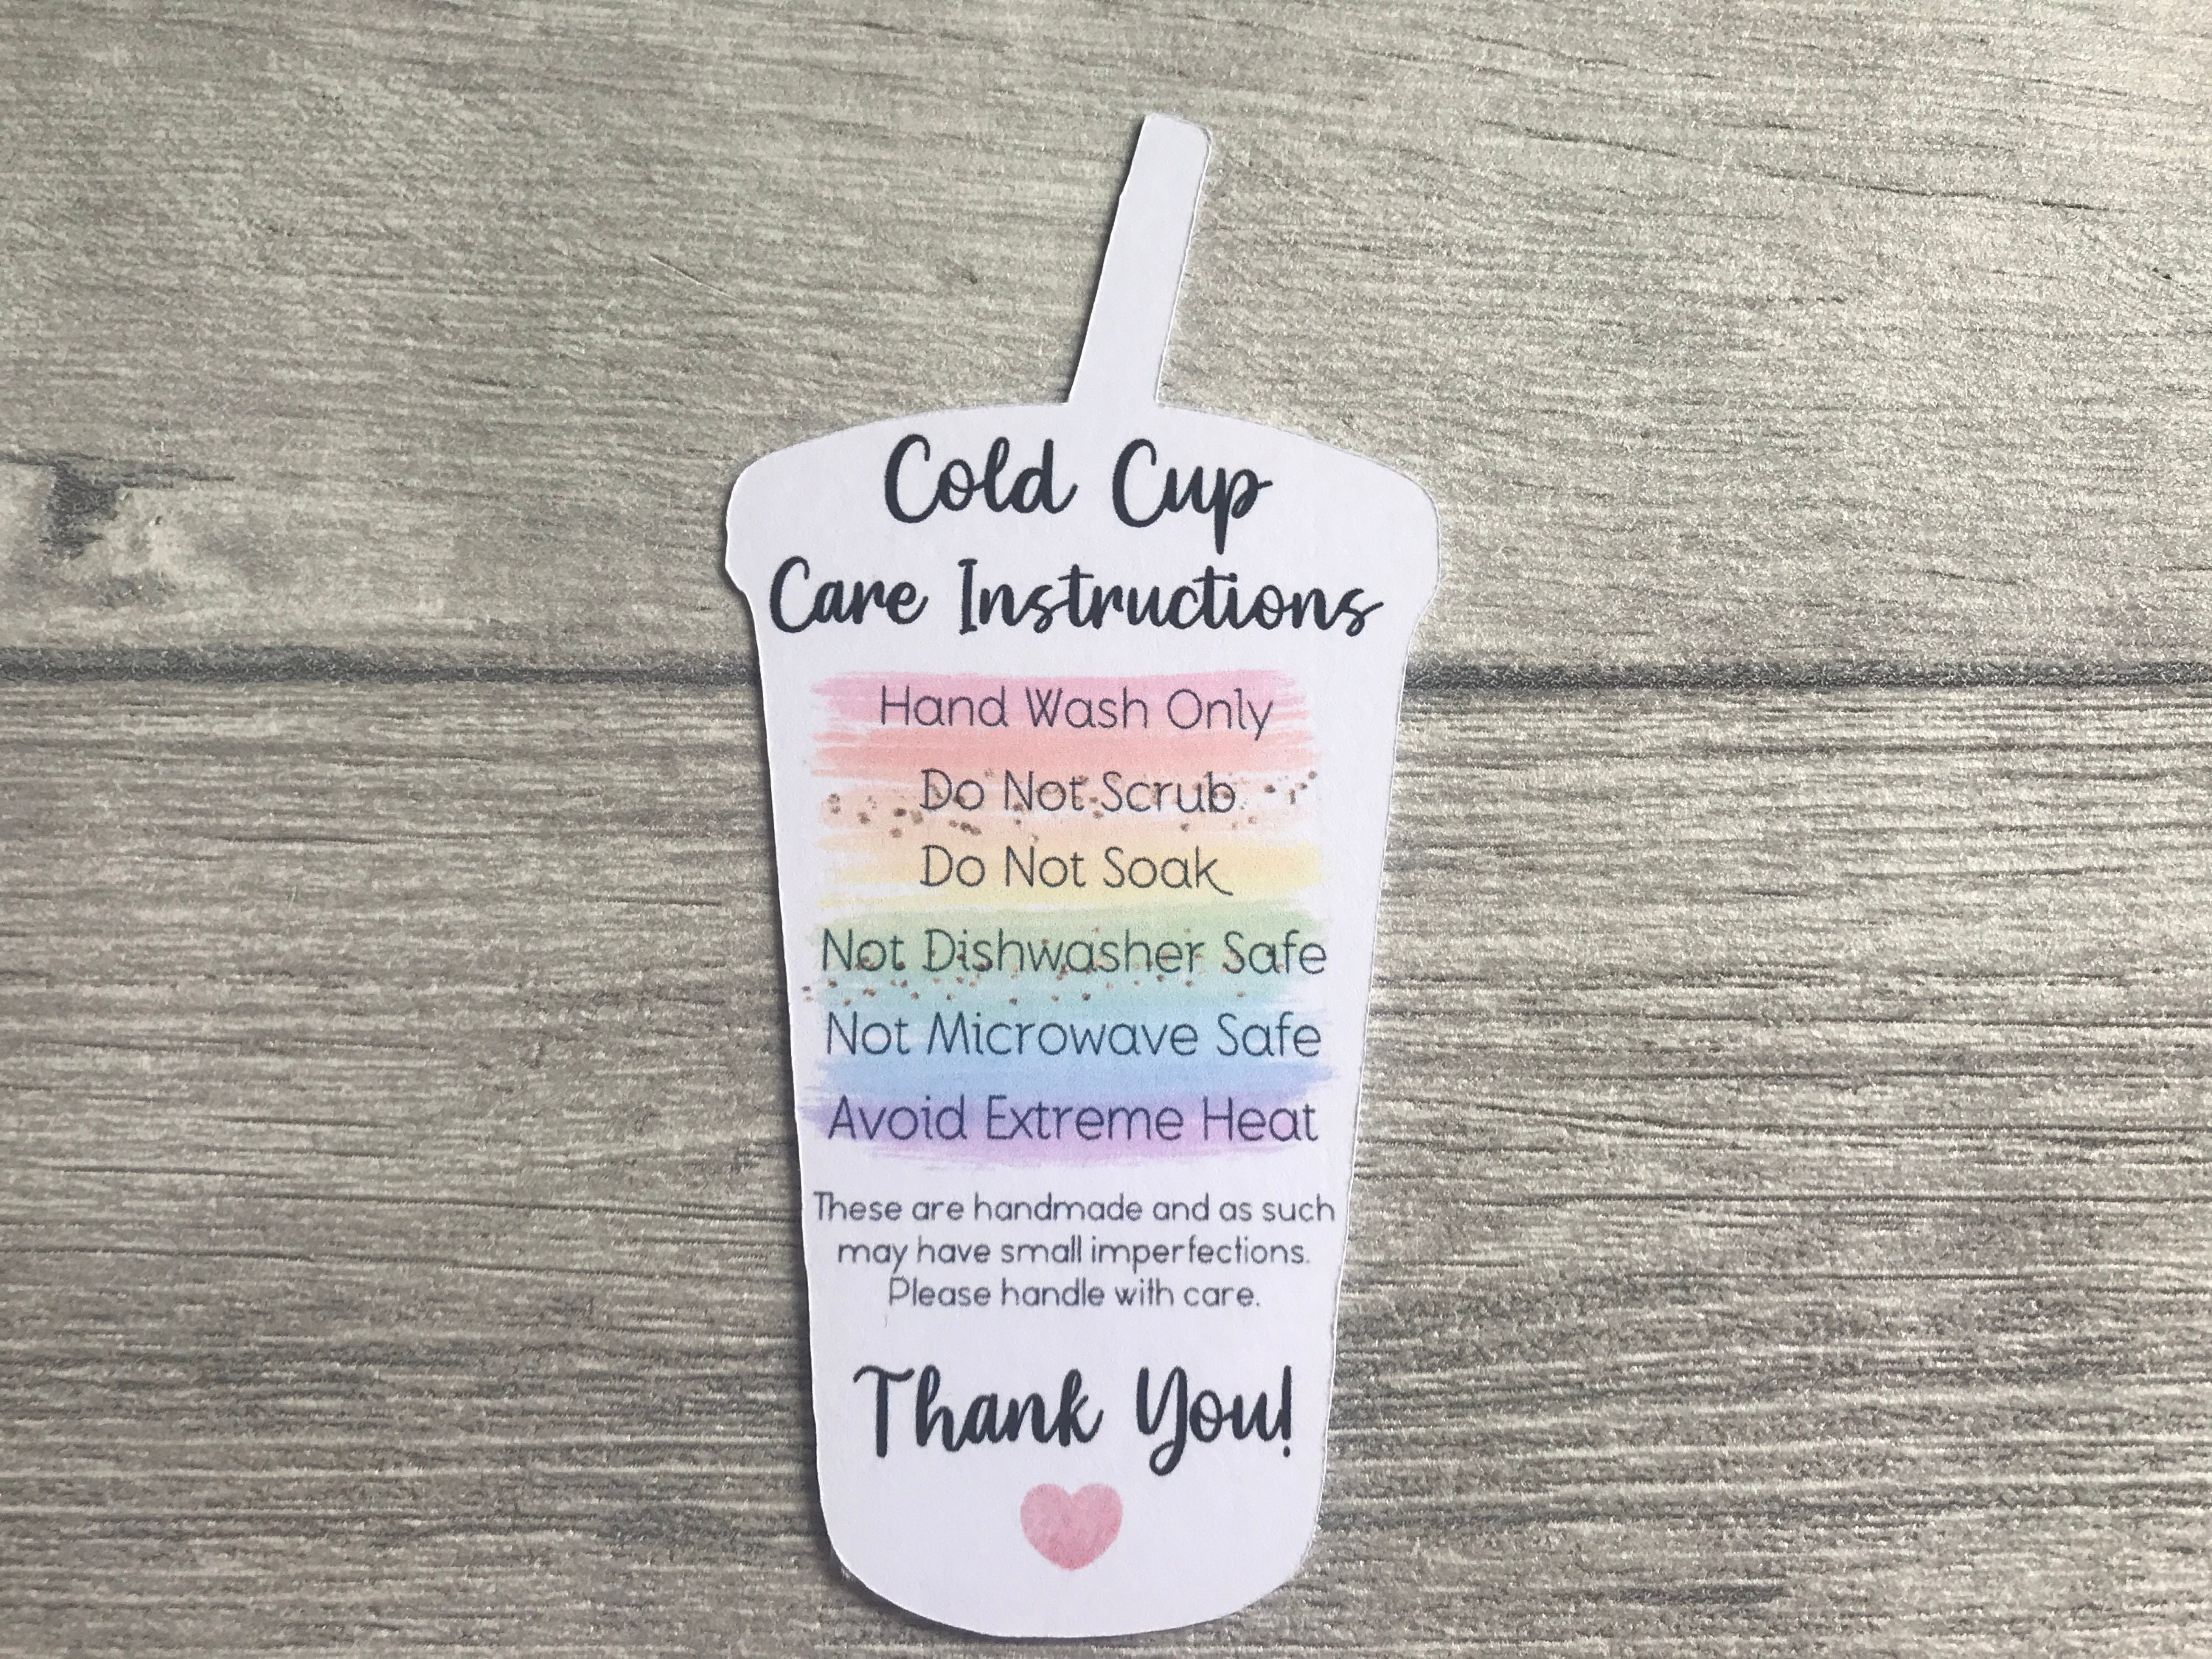 Cold Cup
Care Instructions
Hand Wash Only
Do Not Scrub
Do Not Soak
Not Dishwasher Safe
Not Microwave Safe
Avoid Extreme Heat
These are handmade and as such
may have small imperfections.
Please handle with care.
Thank You!